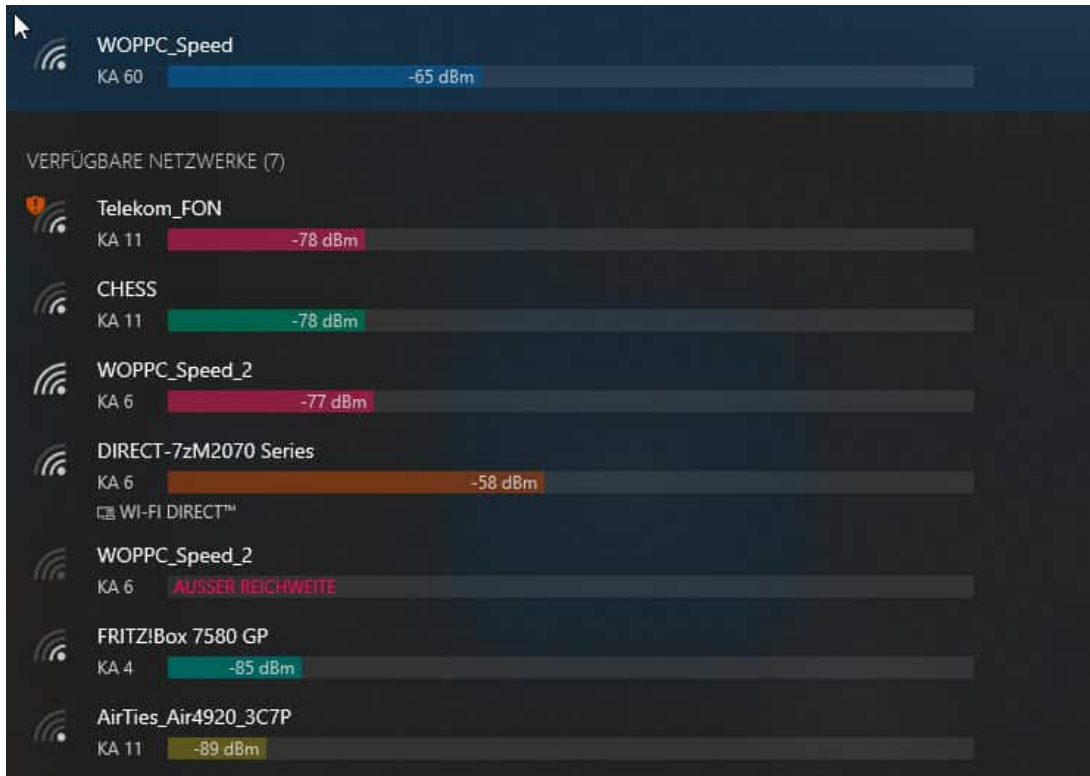 WOPPC_Speed
KA 60 -65 dBm
VERFÜGBARE NETZWERKE (7)
Telekom_FON
KA 11 -78 dBm
CHESS
KA 11 -78 dBm
WOPPC_Speed_2
KA 6 -77 dBm
DIRECT-7zM2070 Series
KA 6 -58 dBm
WI-FI DIRECT™
WOPPC_Speed_2
KA 6 AUSSER REICHWEITE
FRITZ!Box 7580 GP
KA 4 -85 dBm
AirTies_Air4920_3C7P
KA 11 -89 dBm